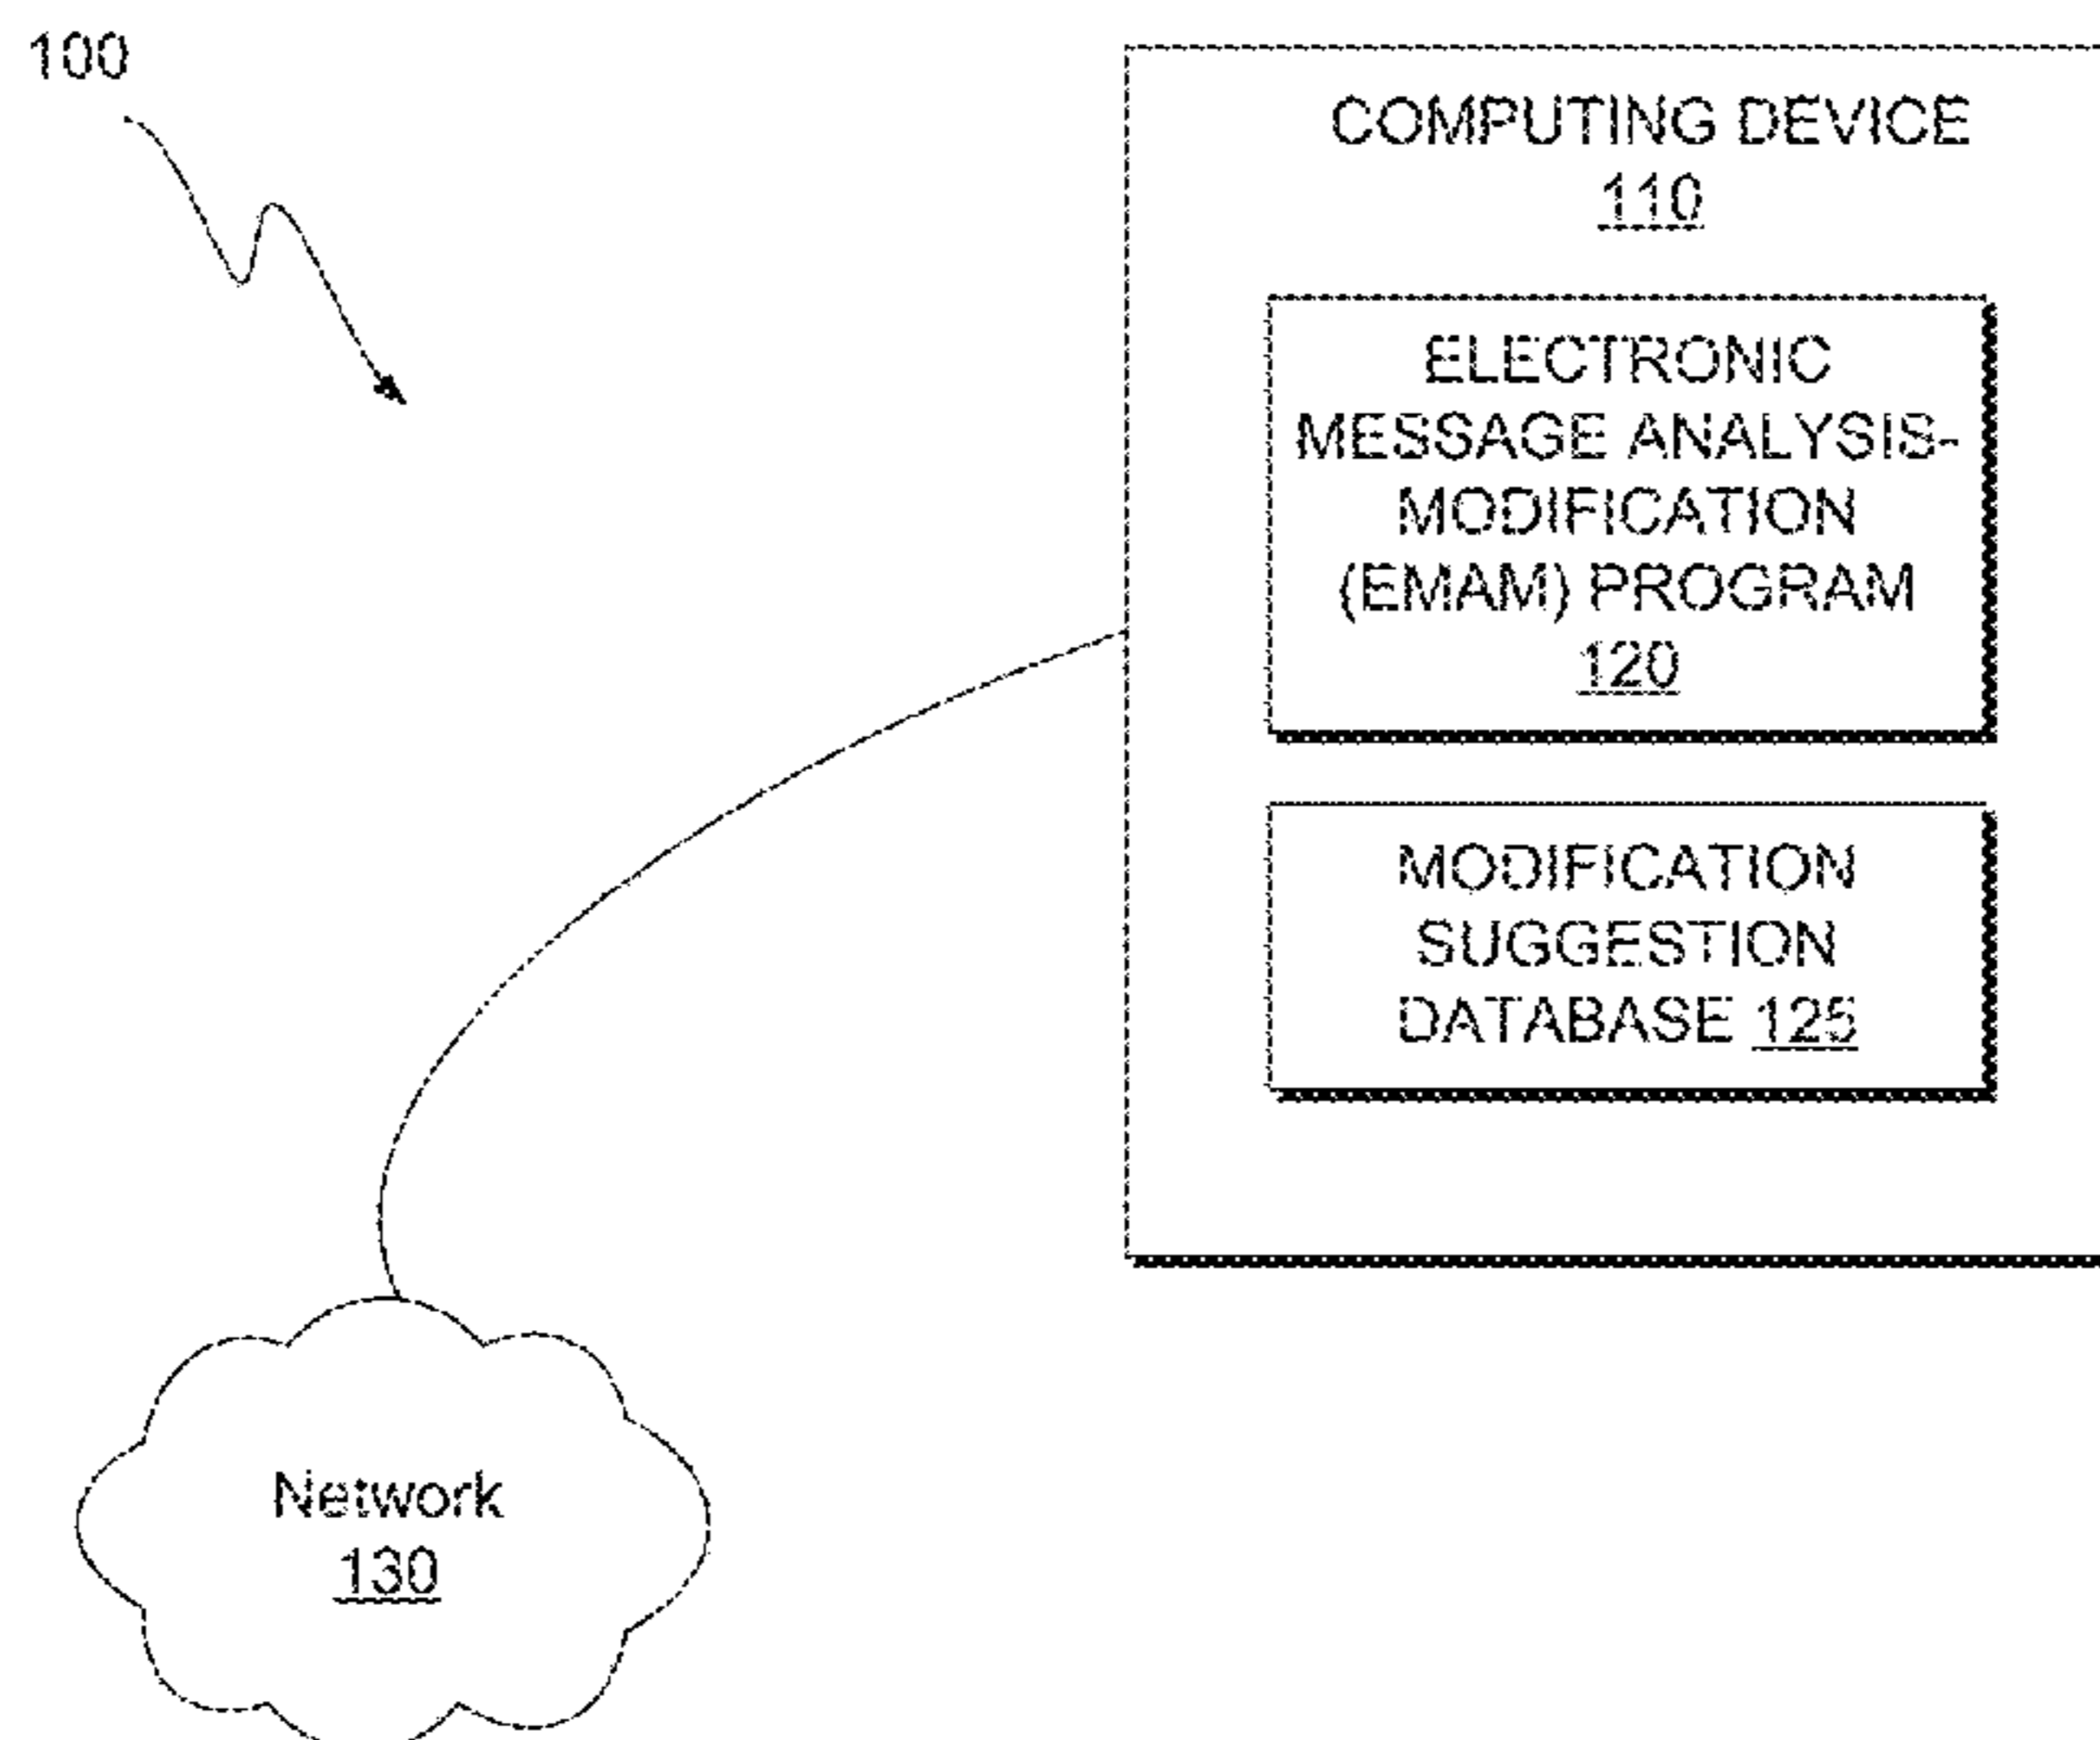 100
COMPUTING DEVICE
110
ELECTRONIC
MESSAGE ANALYSIS-
MODIFICATION
(EMAM) PROGRAM
120
MODIFICATION
SUGGESTION
DATABASE 125
Network
130